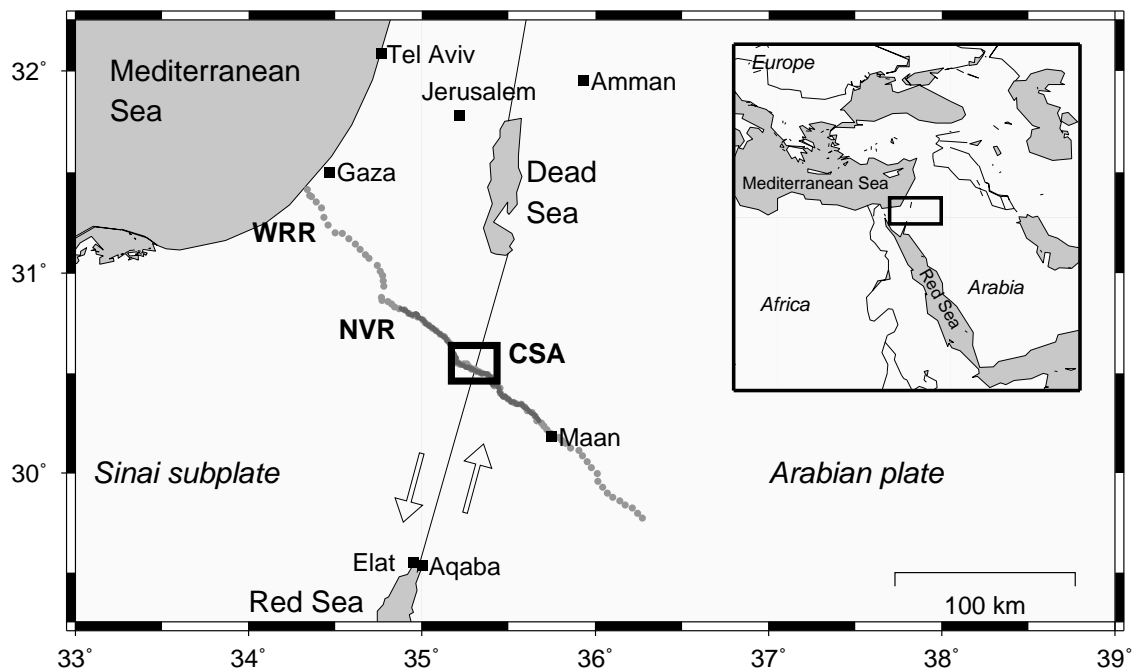 32°
31°
30°
33°
34°
35°
36°
37°
38°
39°
Mediterranean
Sea
Tel Aviv
Jerusalem
Amman
Gaza
Dead
Sea
WRR
NVR
CSA
Maan
Sinai subplate
Arabian plate
Elat
Aqaba
Red Sea
100 km
Europe
Mediterranean Sea
Africa
Red Sea
Arabia